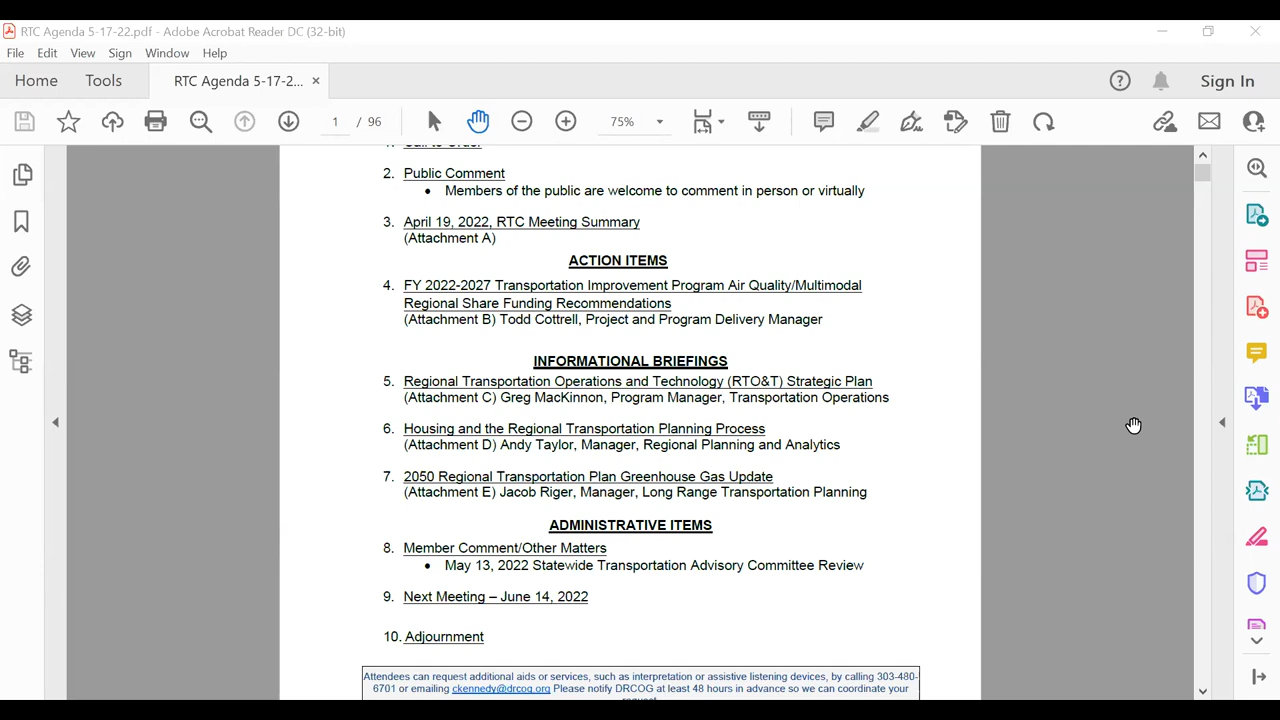 RTC Agenda 5-17-22.pdf - Adobe Acrobat Reader DC (32-bit)
File Edit View Sign Window Help
Home Tools RTC Agenda 5-17-2... × Sign In
1 / 96 75%
2. Public Comment
• Members of the public are welcome to comment in person or virtually
3. April 19, 2022, RTC Meeting Summary
(Attachment A)
ACTION ITEMS
4. FY 2022-2027 Transportation Improvement Program Air Quality/Multimodal
Regional Share Funding Recommendations
(Attachment B) Todd Cottrell, Project and Program Delivery Manager
INFORMATIONAL BRIEFINGS
5. Regional Transportation Operations and Technology (RTO&T) Strategic Plan
(Attachment C) Greg MacKinnon, Program Manager, Transportation Operations
6. Housing and the Regional Transportation Planning Process
(Attachment D) Andy Taylor, Manager, Regional Planning and Analytics
7. 2050 Regional Transportation Plan Greenhouse Gas Update
(Attachment E) Jacob Riger, Manager, Long Range Transportation Planning
ADMINISTRATIVE ITEMS
8. Member Comment/Other Matters
• May 13, 2022 Statewide Transportation Advisory Committee Review
9. Next Meeting – June 14, 2022
10. Adjournment
Attendees can request additional aids or services, such as interpretation or assistive listening devices, by calling 303-480-
6701 or emailing ckennedy@drcog.org Please notify DRCOG at least 48 hours in advance so we can coordinate your